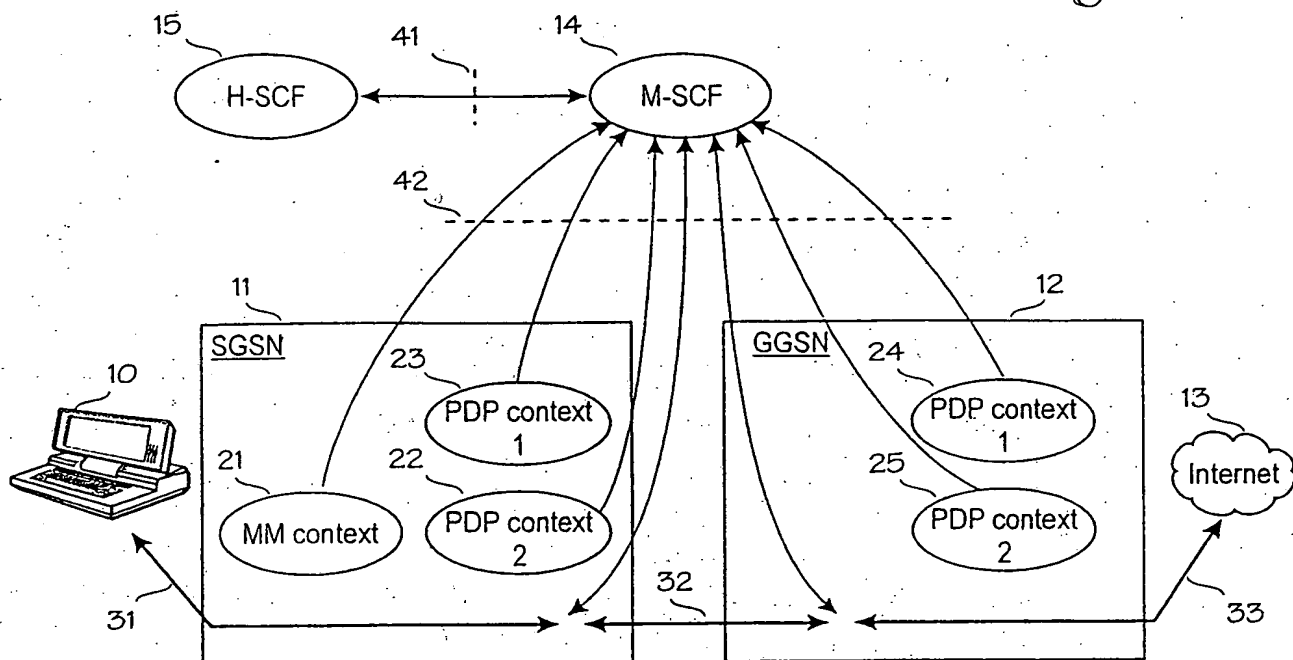 15
41
14
H-SCF
M-SCF
42
11
12
SGSN
GGSN
10
23
24
13
PDP context
1
PDP context
1
21
22
25
Internet
MM context
PDP context
2
PDP context
2
31
32
33